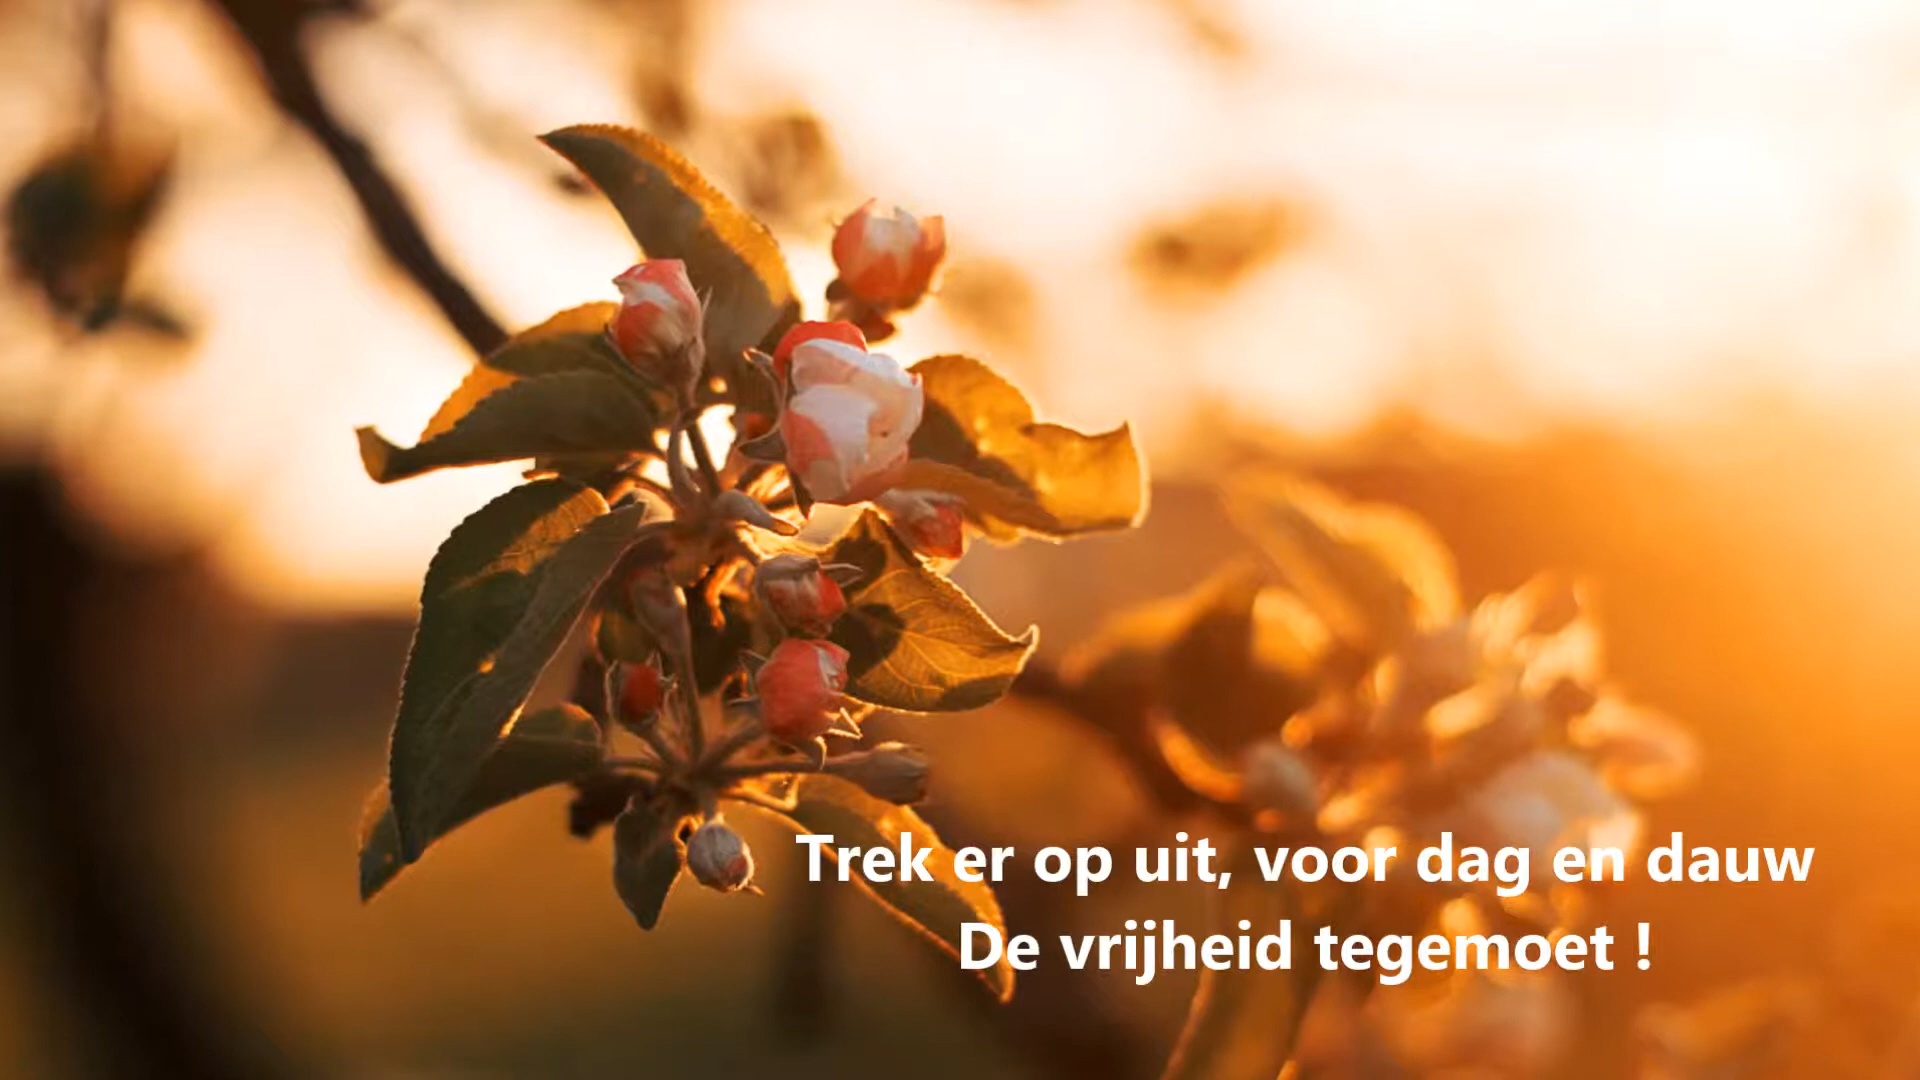 Trek er op uit, voor dag en dauw
De vrijheid tegemoet !